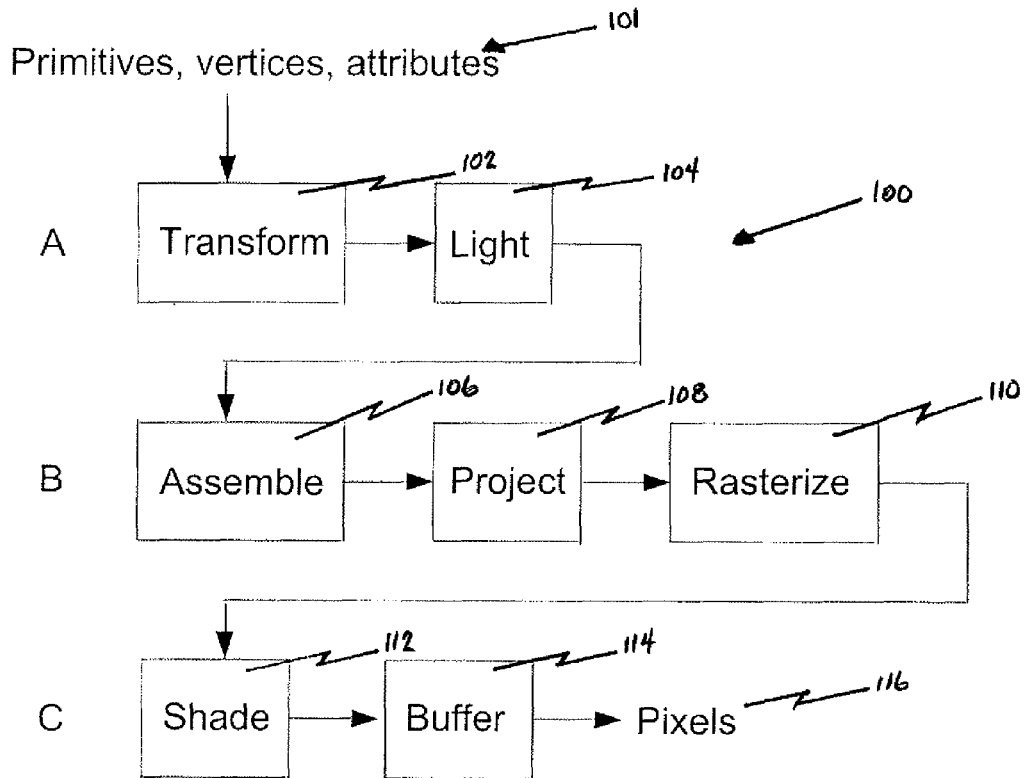 101
Primitives, vertices, attributes
102
104
100
A
Transform
Light
106
108
110
B
Assemble
Project
Rasterize
112
114
116
C
Shade
Buffer
Pixels